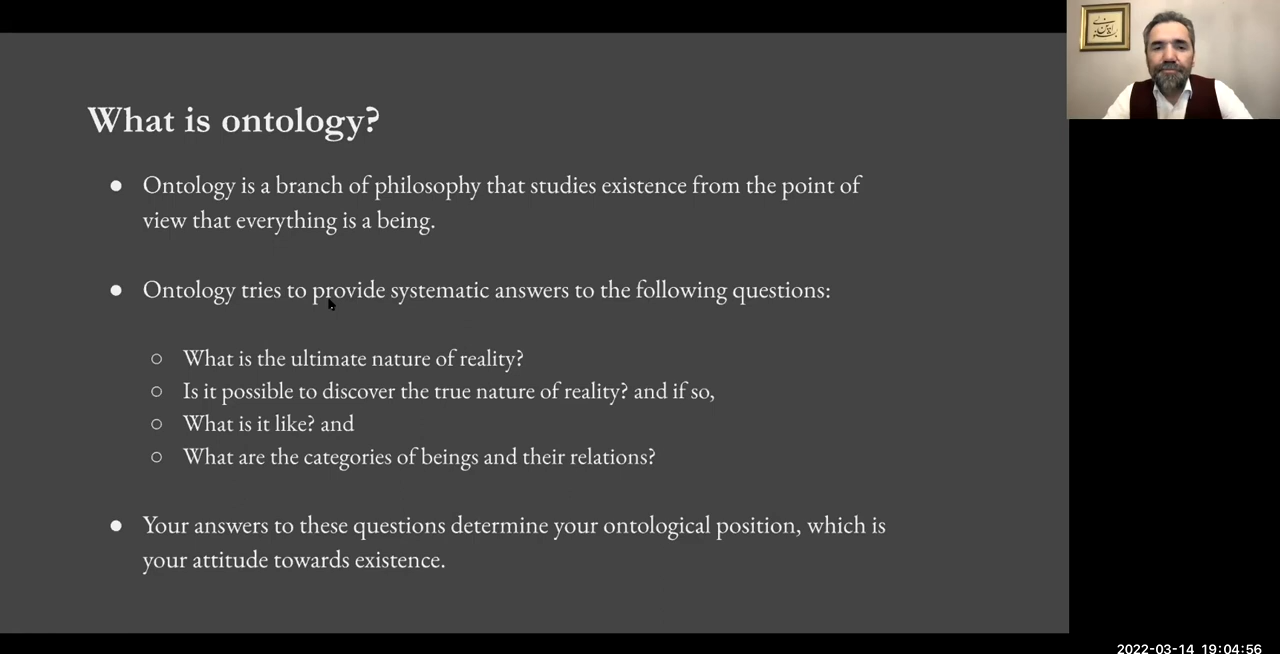 What is ontology?
● Ontology is a branch of philosophy that studies existence from the point of
view that everything is a being.
● Ontology tries to provide systematic answers to the following questions:
○ What is the ultimate nature of reality?
○ Is it possible to discover the true nature of reality? and if so,
○ What is it like? and
○ What are the categories of beings and their relations?
● Your answers to these questions determine your ontological position, which is
your attitude towards existence.
2022-03-14 19:04:56